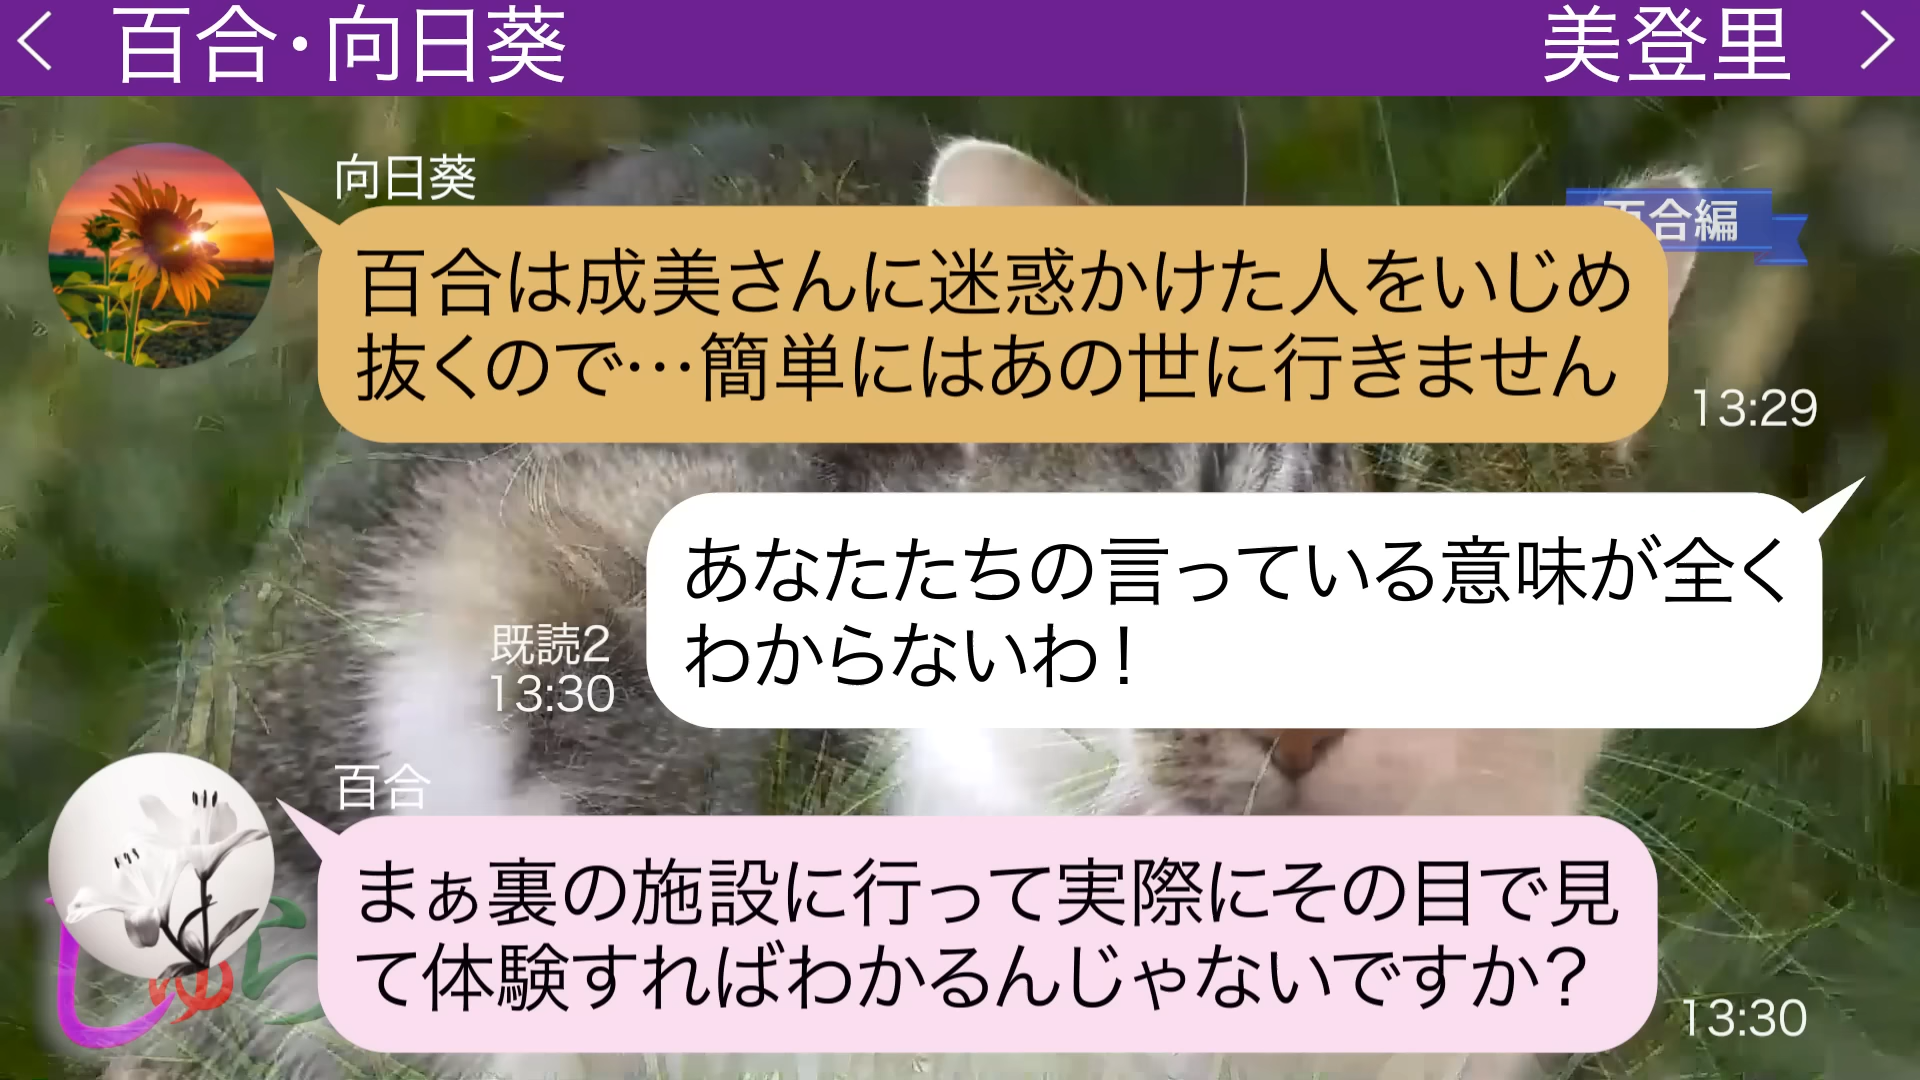 百合・向日葵
美登里
向日葵
百合編
百合は成美さんに迷惑かけた人をいじめ
抜くので…簡単にはあの世に行きません
13:29
あなたたちの言っている意味が全く
わからないわ!
既読2
13:30
百合
まぁ裏の施設に行って実際にその目で見
て体験すればわかるんじゃないですか?
13:30
しゅん